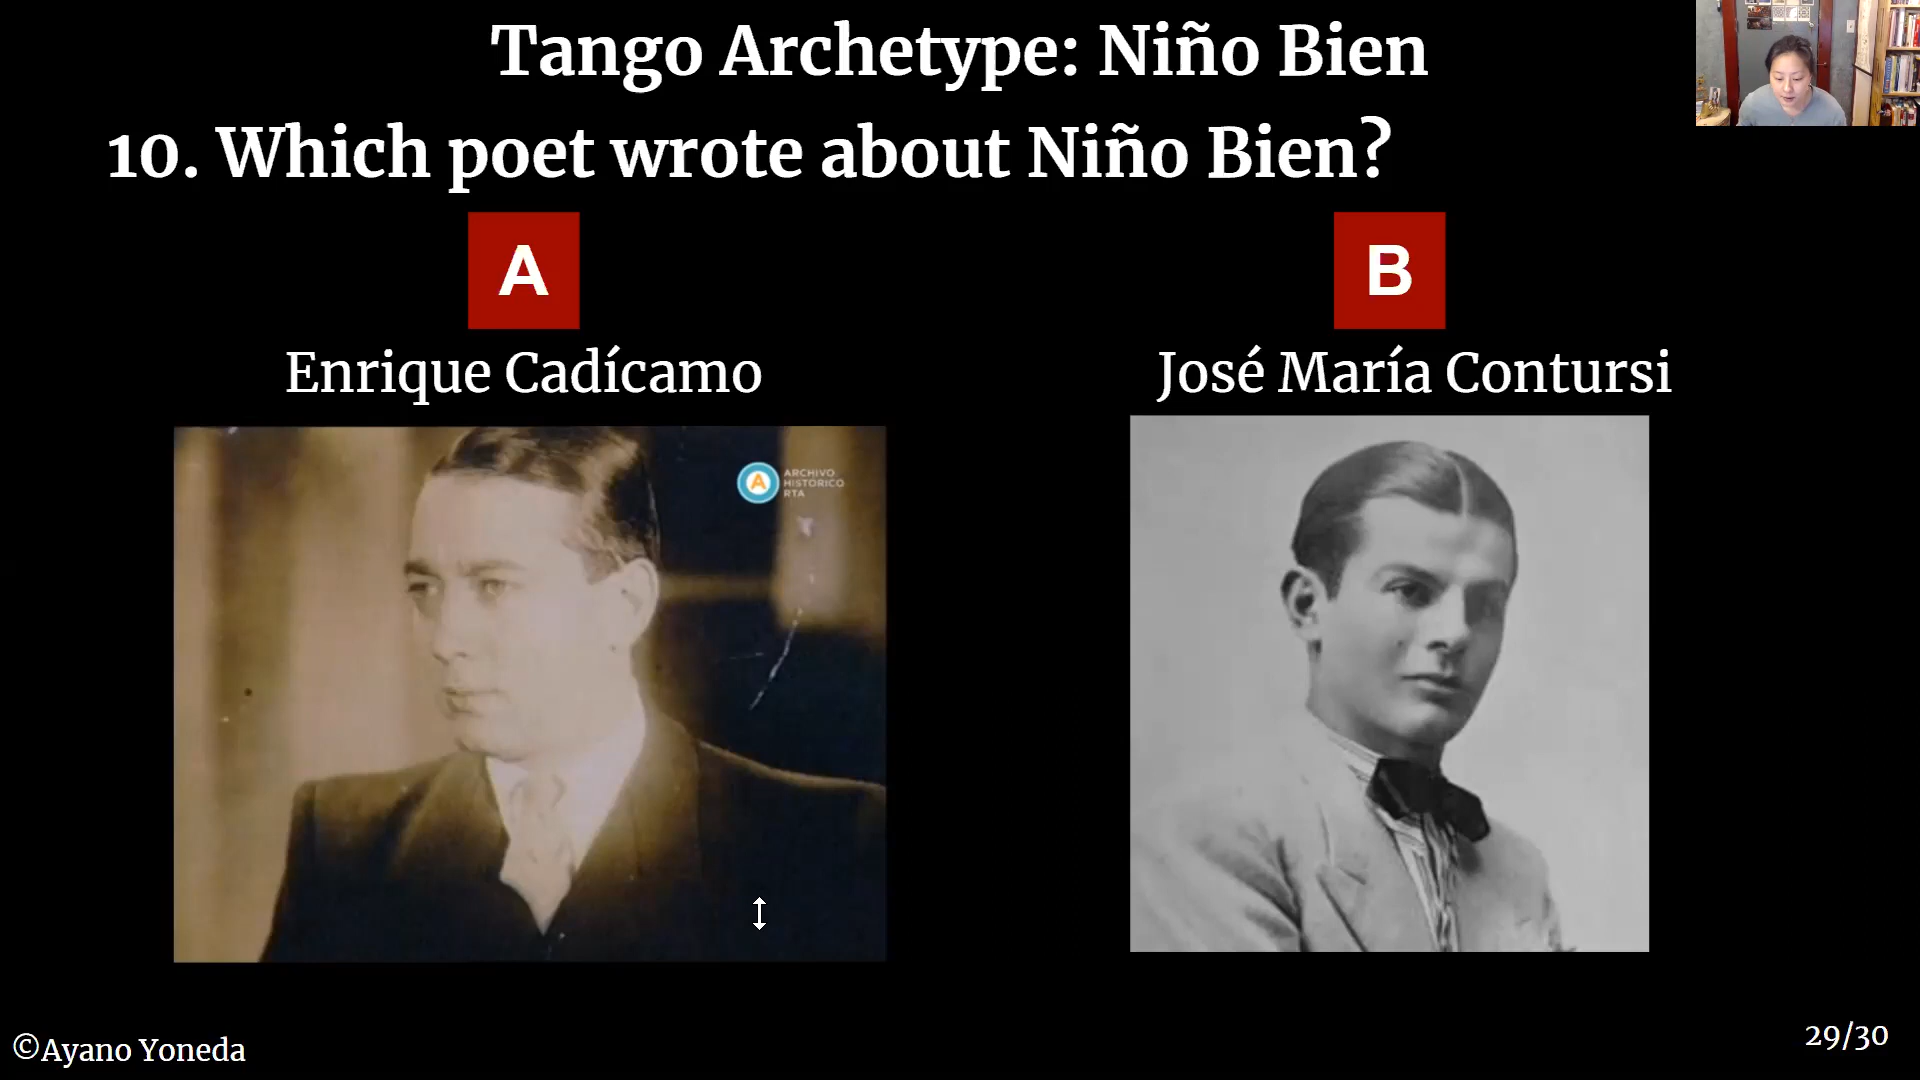 Tango Archetype: Niño Bien
10. Which poet wrote about Niño Bien?
A
B
Enrique Cadícamo
José María Contursi
A
ARCHIVO
HISTÓRICO
RTA
©Ayano Yoneda
29/30